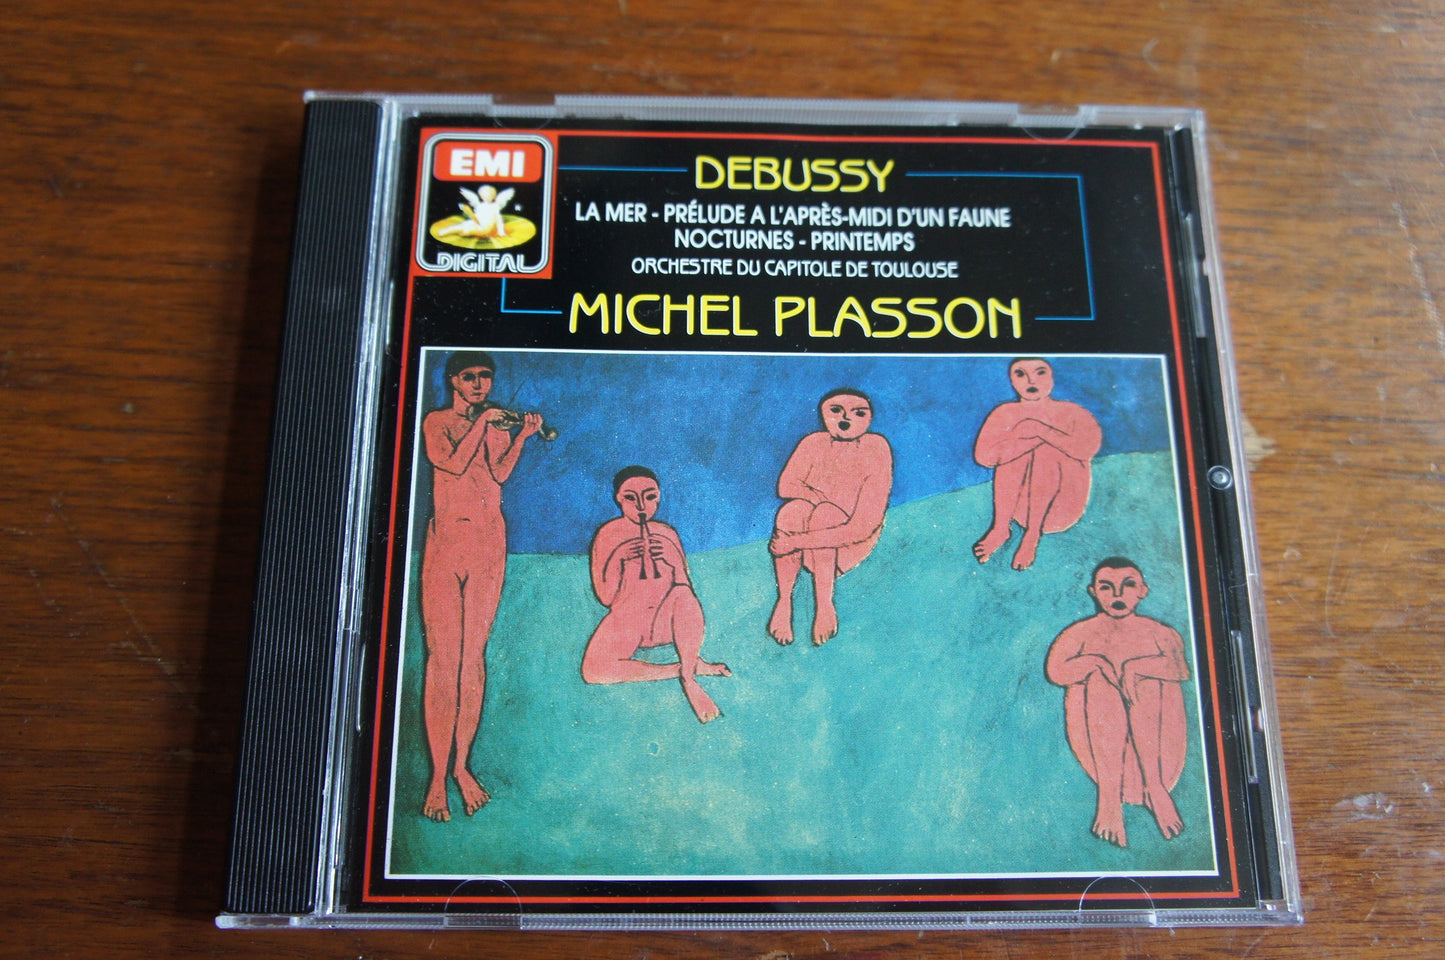 EMI
DIGITAL
DEBUSSY
LA MER - PRÉLUDE A L'APRÈS-MIDI D'UN FAUNE
NOCTURNES - PRINTEMPS
ORCHESTRE DU CAPITOLE DE TOULOUSE
MICHEL PLASSON